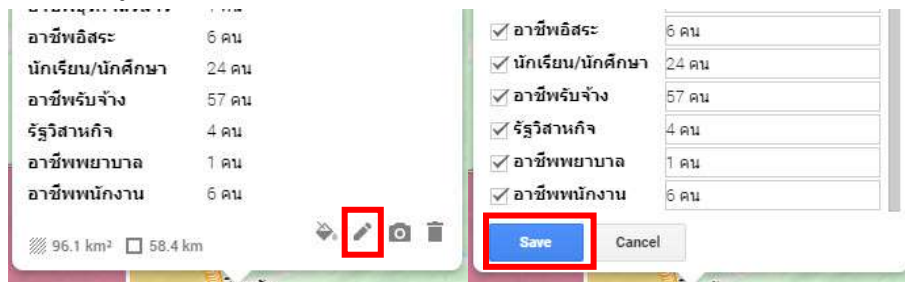 อาชีพอิสระ 6 คน
นักเรียน/นักศึกษา 24 คน
อาชีพรับจ้าง 57 คน
รัฐวิสาหกิจ 4 คน
อาชีพพยาบาล 1 คน
อาชีพพนักงาน 6 คน
96.1 km² 58.4 km
อาชีพอิสระ 6 คน
นักเรียน/นักศึกษา 24 คน
อาชีพรับจ้าง 57 คน
รัฐวิสาหกิจ 4 คน
อาชีพพยาบาล 1 คน
อาชีพพนักงาน 6 คน
Save Cancel